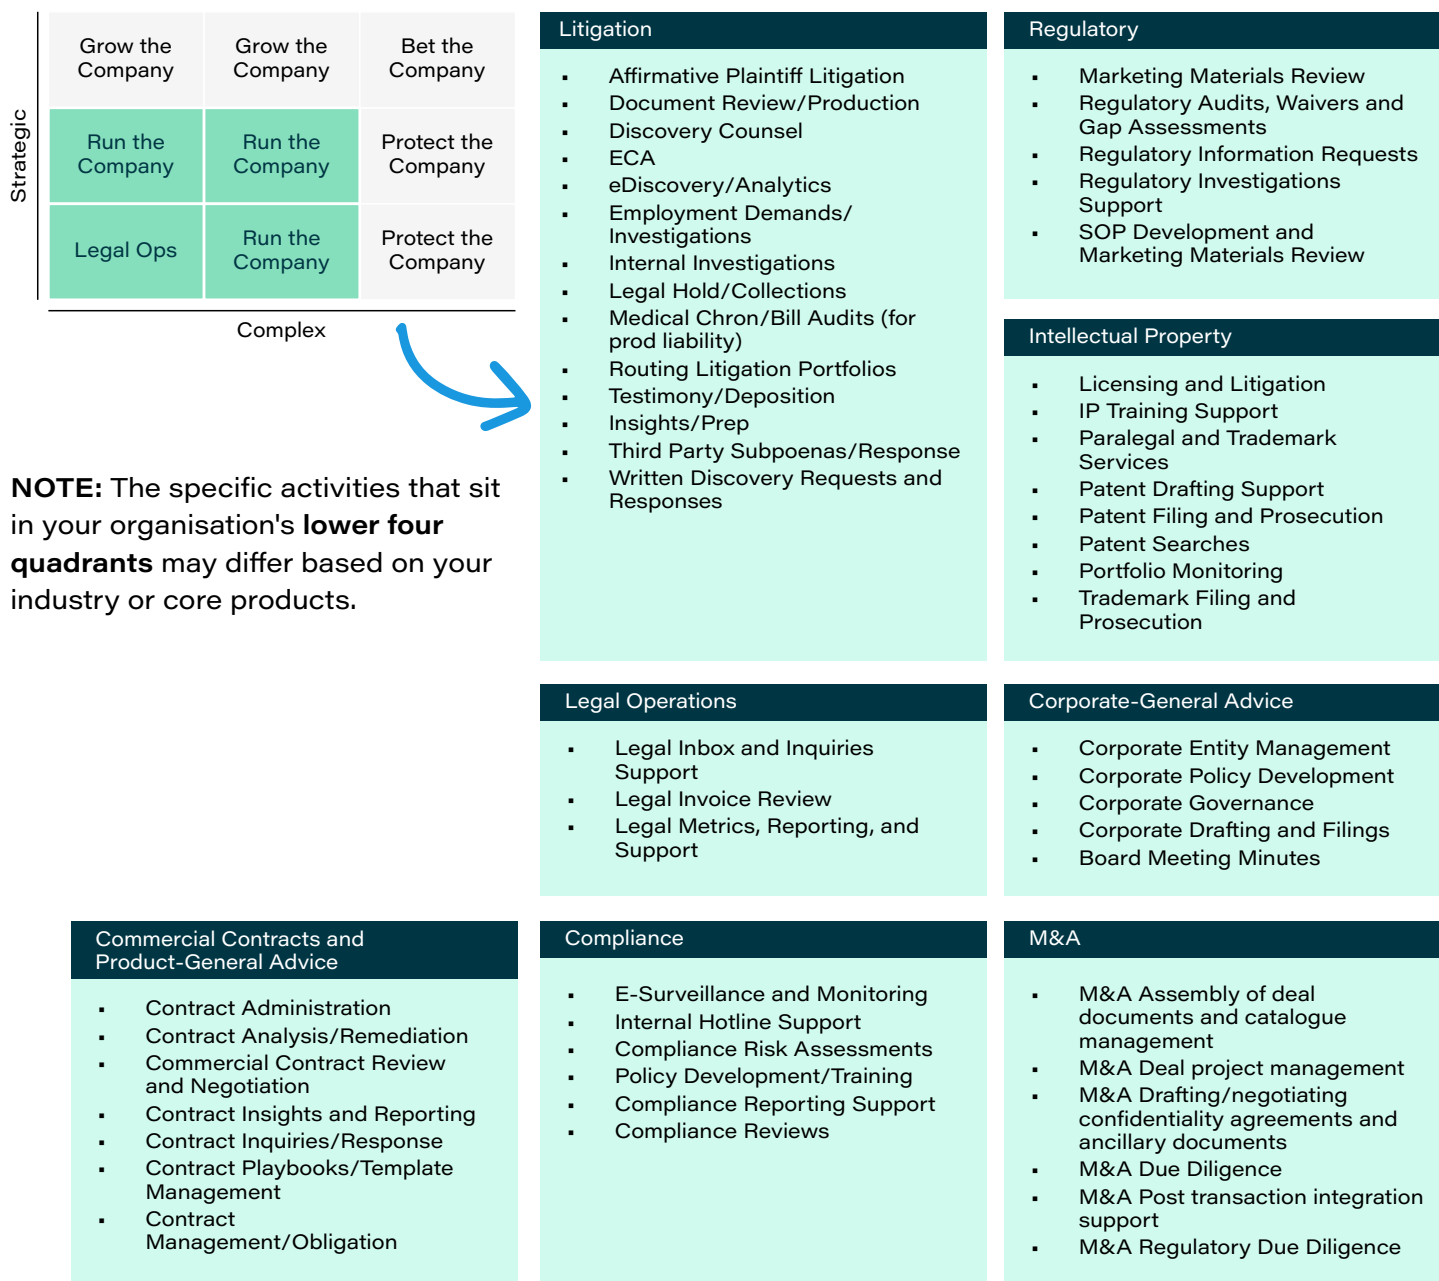 Strategic
Grow the
Company
Grow the
Company
Bet the
Company
Run the
Company
Run the
Company
Protect the
Company
Legal Ops
Run the
Company
Protect the
Company
Complex
NOTE: The specific activities that sit
in your organisation's lower four
quadrants may differ based on your
industry or core products.
Litigation
▪ Affirmative Plaintiff Litigation
▪ Document Review/Production
▪ Discovery Counsel
▪ ECA
▪ eDiscovery/Analytics
▪ Employment Demands/
Investigations
▪ Internal Investigations
▪ Legal Hold/Collections
▪ Medical Chron/Bill Audits (for
prod liability)
▪ Routing Litigation Portfolios
▪ Testimony/Deposition
▪ Insights/Prep
▪ Third Party Subpoenas/Response
▪ Written Discovery Requests and
Responses
Regulatory
▪ Marketing Materials Review
▪ Regulatory Audits, Waivers and
Gap Assessments
▪ Regulatory Information Requests
▪ Regulatory Investigations
Support
▪ SOP Development and
Marketing Materials Review
Intellectual Property
▪ Licensing and Litigation
▪ IP Training Support
▪ Paralegal and Trademark
Services
▪ Patent Drafting Support
▪ Patent Filing and Prosecution
▪ Patent Searches
▪ Portfolio Monitoring
▪ Trademark Filing and
Prosecution
Legal Operations
▪ Legal Inbox and Inquiries
Support
▪ Legal Invoice Review
▪ Legal Metrics, Reporting, and
Support
Corporate-General Advice
▪ Corporate Entity Management
▪ Corporate Policy Development
▪ Corporate Governance
▪ Corporate Drafting and Filings
▪ Board Meeting Minutes
Commercial Contracts and
Product-General Advice
▪ Contract Administration
▪ Contract Analysis/Remediation
▪ Commercial Contract Review
and Negotiation
▪ Contract Insights and Reporting
▪ Contract Inquiries/Response
▪ Contract Playbooks/Template
Management
▪ Contract
Management/Obligation
Compliance
▪ E-Surveillance and Monitoring
▪ Internal Hotline Support
▪ Compliance Risk Assessments
▪ Policy Development/Training
▪ Compliance Reporting Support
▪ Compliance Reviews
M&A
▪ M&A Assembly of deal
documents and catalogue
management
▪ M&A Deal project management
▪ M&A Drafting/negotiating
confidentiality agreements and
ancillary documents
▪ M&A Due Diligence
▪ M&A Post transaction integration
support
▪ M&A Regulatory Due Diligence